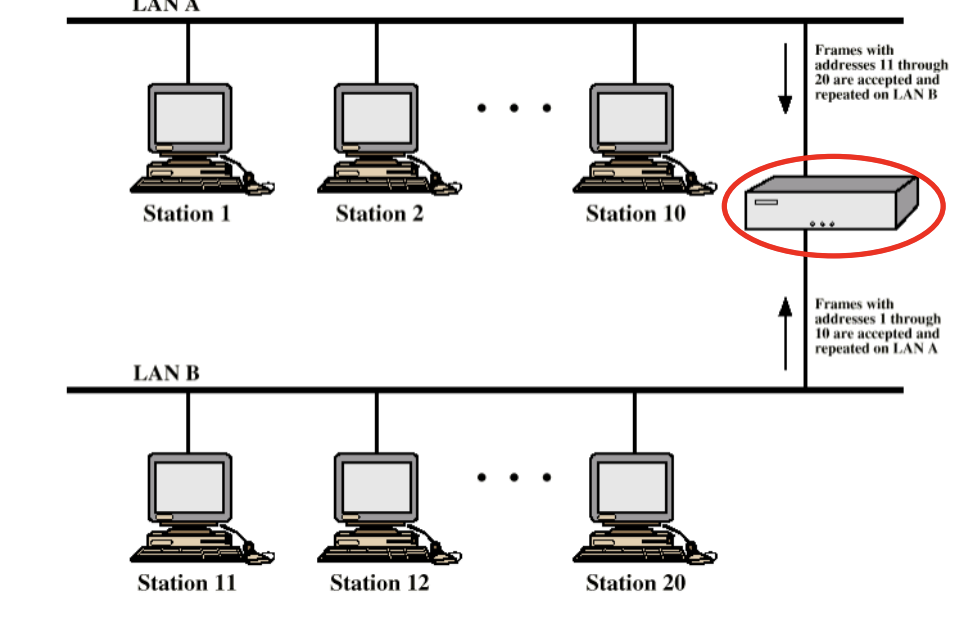 LAN A
Frames with
addresses 11 through
20 are accepted and
repeated on LAN B
Station 1
Station 2
Station 10
Frames with
addresses 1 through
10 are accepted and
repeated on LAN A
LAN B
Station 11
Station 12
Station 20